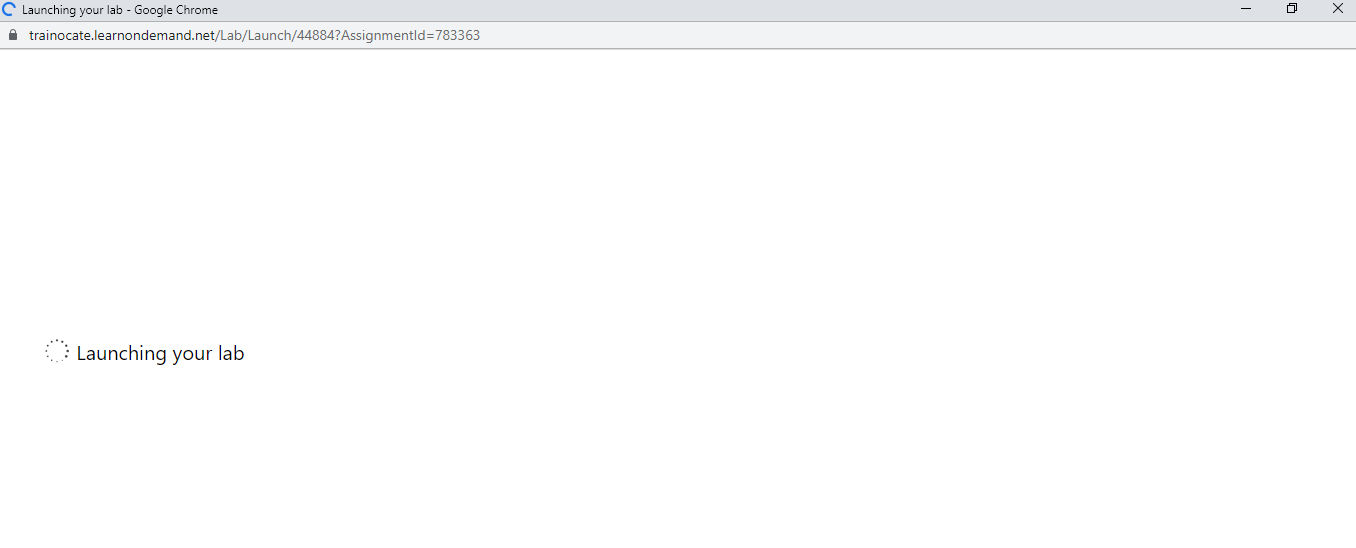 Launching your lab - Google Chrome
trainocate.learnondemand.net/Lab/Launch/44884?AssignmentId=783363
Launching your lab